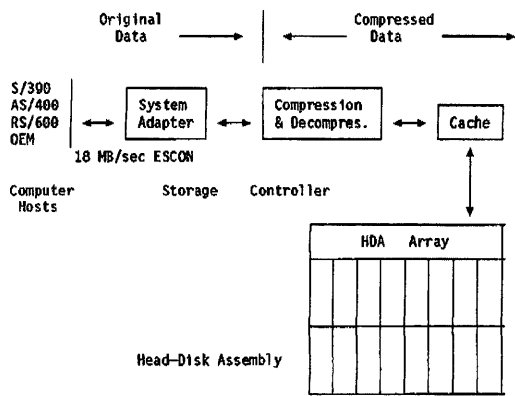 Original Data
Compressed Data
S/390
AS/400
RS/600
OEM
System Adapter
Compression & Decompres.
Cache
18 MB/sec ESCON
Computer Hosts
Storage Controller
HDA Array
Head-Disk Assembly